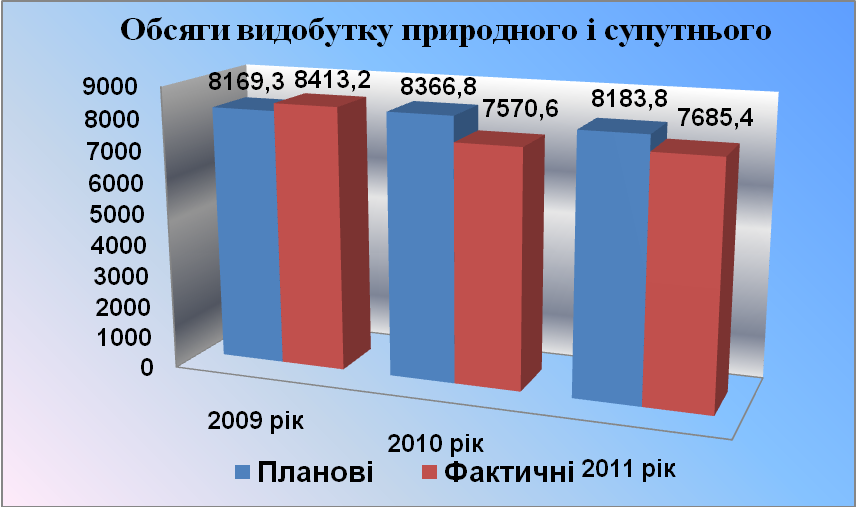 Обсяги видобутку природного і супутнього
8169,3
8413,2
8366,8
7570,6
8183,8
7685,4
9000
8000
7000
6000
5000
4000
3000
2000
1000
0
2009 рік
2010 рік
2011 рік
Планові
Фактичні